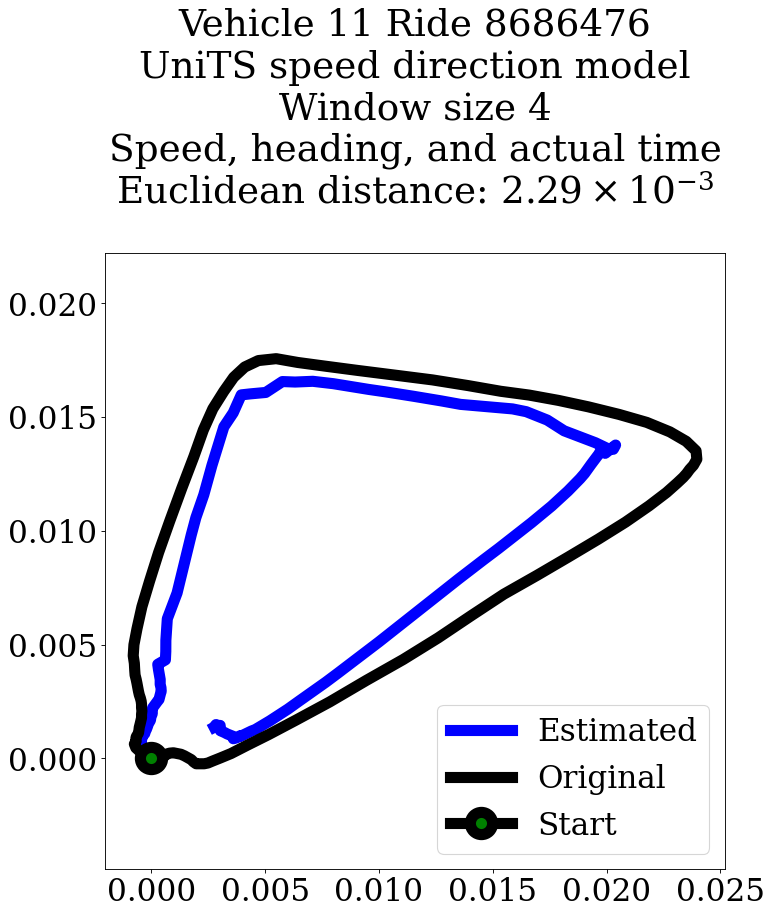 Vehicle 11 Ride 8686476
UniTS speed direction model
Window size 4
Speed, heading, and actual time
Euclidean distance: 2.29 × 10⁻³
0.020
0.015
0.010
0.005
0.000
Estimated
Original
Start
0.000 0.005 0.010 0.015 0.020 0.025